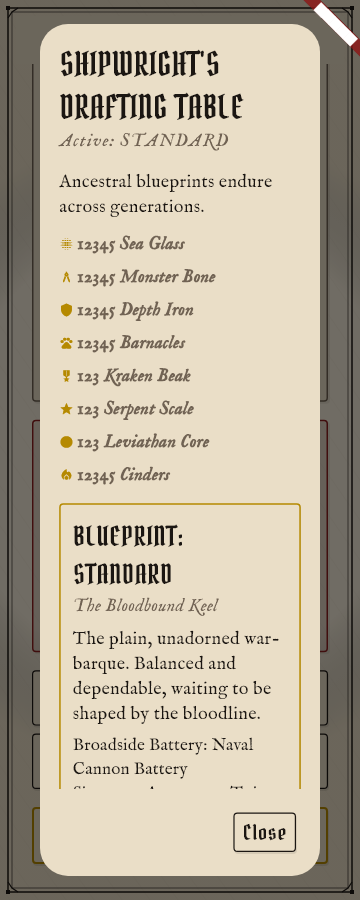 SHIPWRIGHT'S
DRAFTING TABLE
Active: STANDARD
Ancestral blueprints endure
across generations.
12345 Sea Glass
12345 Monster Bone
12345 Depth Iron
12345 Barnacles
123 Kraken Beak
123 Serpent Scale
123 Leviathan Core
12345 Cinders
BLUEPRINT:
STANDARD
The Bloodbound Keel
The plain, unadorned war-
barque. Balanced and
dependable, waiting to be
shaped by the bloodline.
Broadside Battery: Naval
Cannon Battery
Close